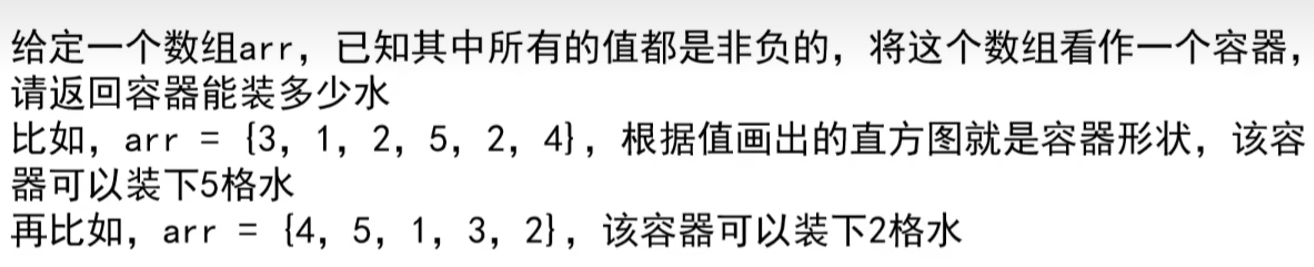 给定一个数组arr，已知其中所有的值都是非负的，将这个数组看作一个容器，
请返回容器能装多少水
比如，arr = {3, 1, 2, 5, 2, 4}，根据值画出的直方图就是容器形状，该容
器可以装下5格水
再比如，arr = {4, 5, 1, 3, 2}，该容器可以装下2格水